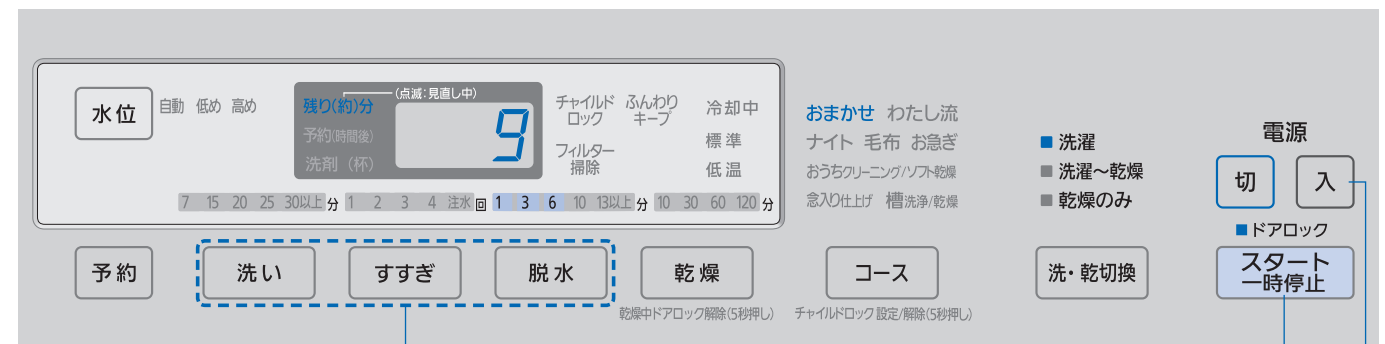 水位
自動 低め 高め
残り(約)分
(点滅:見直し中)
予約(時間後)
洗剤(杯)
9
チャイルド
ロック
ふんわり
キープ
フィルター
掃除
冷却中
標準
低温
7 15 20 25 30以上 分 1 2 3 4 注水 回 1 3 6 10 13以上 分 10 30 60 120 分
おまかせ わたし流
ナイト 毛布 お急ぎ
おうちクリーニング/ソフト乾燥
念入り仕上げ 槽洗浄/乾燥
洗濯
洗濯~乾燥
乾燥のみ
電源
切 入
ドアロック
予約
洗い
すすぎ
脱水
乾燥
コース
洗・乾切換
スタート
一時停止
乾燥中ドアロック解除(5秒押し)
チャイルドロック 設定/解除(5秒押し)